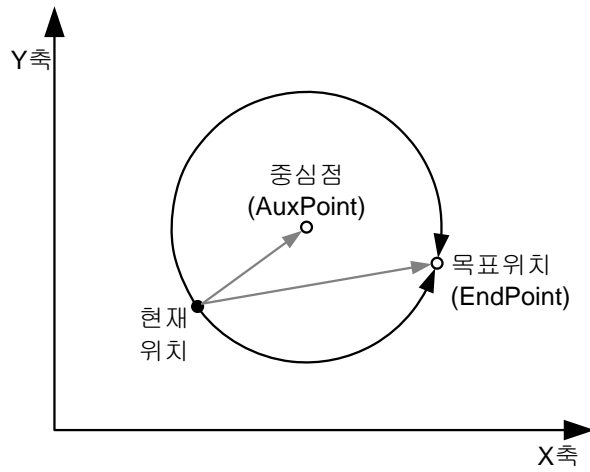 Y축
중심점
(AuxPoint)
목표위치
(EndPoint)
현재
위치
X축